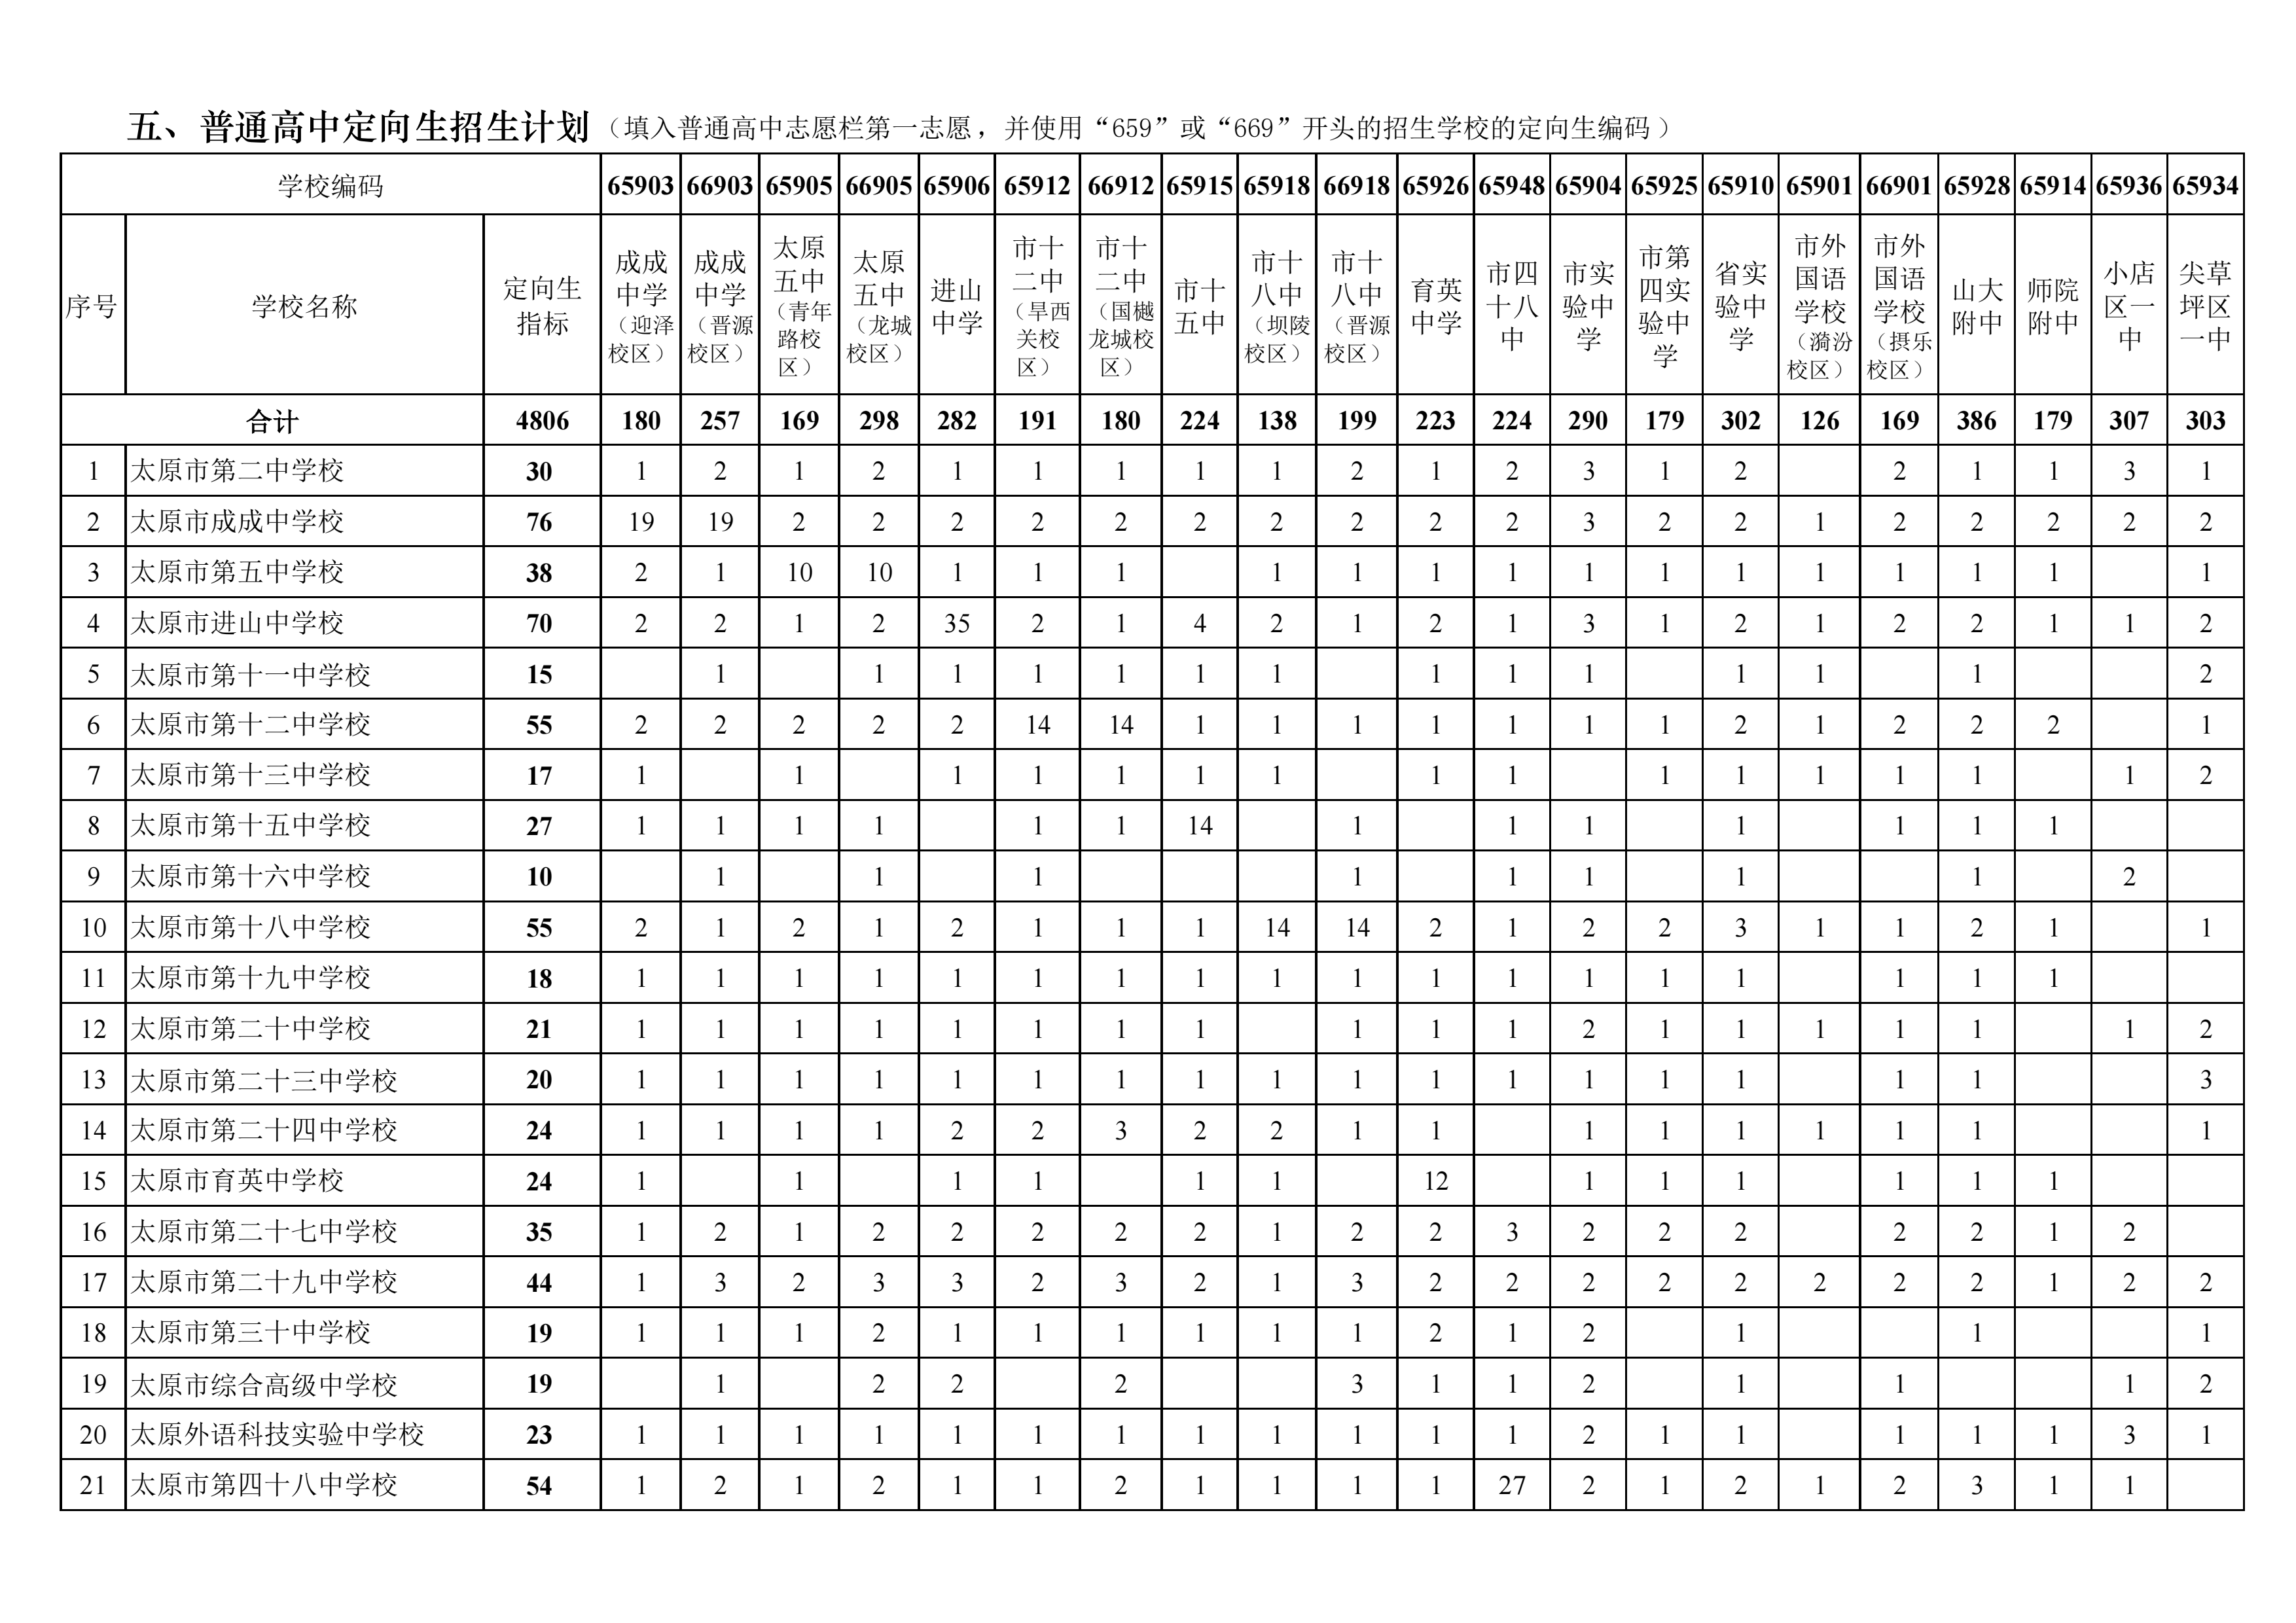 五、普通高中定向生招生计划（填入普通高中志愿栏第一志愿，并使用“659”或“669”开头的招生学校的定向生编码）
学校编码 65903 66903 65905 66905 65906 65912 66912 65915 65918 66918 65926 65948 65904 65925 65910 65901 66901 65928 65914 65936 65934
序号 学校名称 定向生指标 成成中学（迎泽校区） 成成中学（晋源校区） 太原五中（青年路校区） 太原五中（龙城校区） 进山中学 市十二中（旱西关校区） 市十二中（国樾龙城校区） 市十五中 市十八中（坝陵校区） 市十八中（晋源校区） 育英中学 市四十八中 市实验中学 市第四实验中学 省实验中学 市外国语学校（漪汾校区） 市外国语学校（摄乐校区） 山大附中 师院附中 小店区一中 尖草坪区一中
合计 4806 180 257 169 298 282 191 180 224 138 199 223 224 290 179 302 126 169 386 179 307 303
1 太原市第二中学校 30 1 2 1 2 1 1 1 1 1 2 1 2 3 1 2 2 1 1 3 1
2 太原市成成中学校 76 19 19 2 2 2 2 2 2 2 2 2 2 3 2 2 1 2 2 2 2 2
3 太原市第五中学校 38 2 1 10 10 1 1 1 1 1 1 1 1 1 1 1 1 1 1 1
4 太原市进山中学校 70 2 2 1 2 35 2 1 4 2 1 2 1 3 1 2 1 2 2 1 1 2
5 太原市第十一中学校 15 1 1 1 1 1 1 1 1 1 1 1 1 1 2
6 太原市第十二中学校 55 2 2 2 2 2 14 14 1 1 1 1 1 1 1 2 1 2 2 2 1
7 太原市第十三中学校 17 1 1 1 1 1 1 1 1 1 1 1 1 1 1 1 2
8 太原市第十五中学校 27 1 1 1 1 1 1 14 1 1 1 1 1 1 1
9 太原市第十六中学校 10 1 1 1 1 1 1 1 1 2
10 太原市第十八中学校 55 2 1 2 1 2 1 1 1 14 14 2 1 2 2 3 1 1 2 1 1
11 太原市第十九中学校 18 1 1 1 1 1 1 1 1 1 1 1 1 1 1 1 1 1 1
12 太原市第二十中学校 21 1 1 1 1 1 1 1 1 1 1 1 2 1 1 1 1 1 1 2
13 太原市第二十三中学校 20 1 1 1 1 1 1 1 1 1 1 1 1 1 1 1 1 1 3
14 太原市第二十四中学校 24 1 1 1 1 2 2 3 2 2 1 1 1 1 1 1 1 1 1
15 太原市育英中学校 24 1 1 1 1 1 1 12 1 1 1 1 1 1
16 太原市第二十七中学校 35 1 2 1 2 2 2 2 2 1 2 2 3 2 2 2 2 2 1 2
17 太原市第二十九中学校 44 1 3 2 3 3 2 3 2 1 3 2 2 2 2 2 2 2 2 1 2 2
18 太原市第三十中学校 19 1 1 1 2 1 1 1 1 1 1 2 1 2 1 1 1
19 太原市综合高级中学校 19 1 2 2 2 3 1 1 2 1 1 1 2
20 太原外语科技实验中学校 23 1 1 1 1 1 1 1 1 1 1 1 1 2 1 1 1 1 1 3 1
21 太原市第四十八中学校 54 1 2 1 2 1 1 2 1 1 1 1 27 2 1 2 1 2 3 1 1